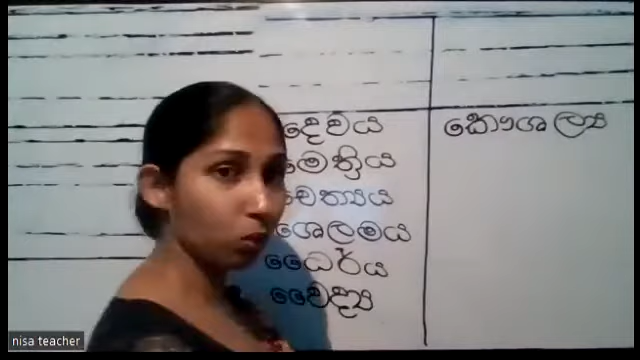 දෛවය
මෛත්‍රිය
චෛත්‍යය
ශෛලමය
ධෛර්ය
වෛද්‍ය
කෞශල්‍ය
nisa teacher